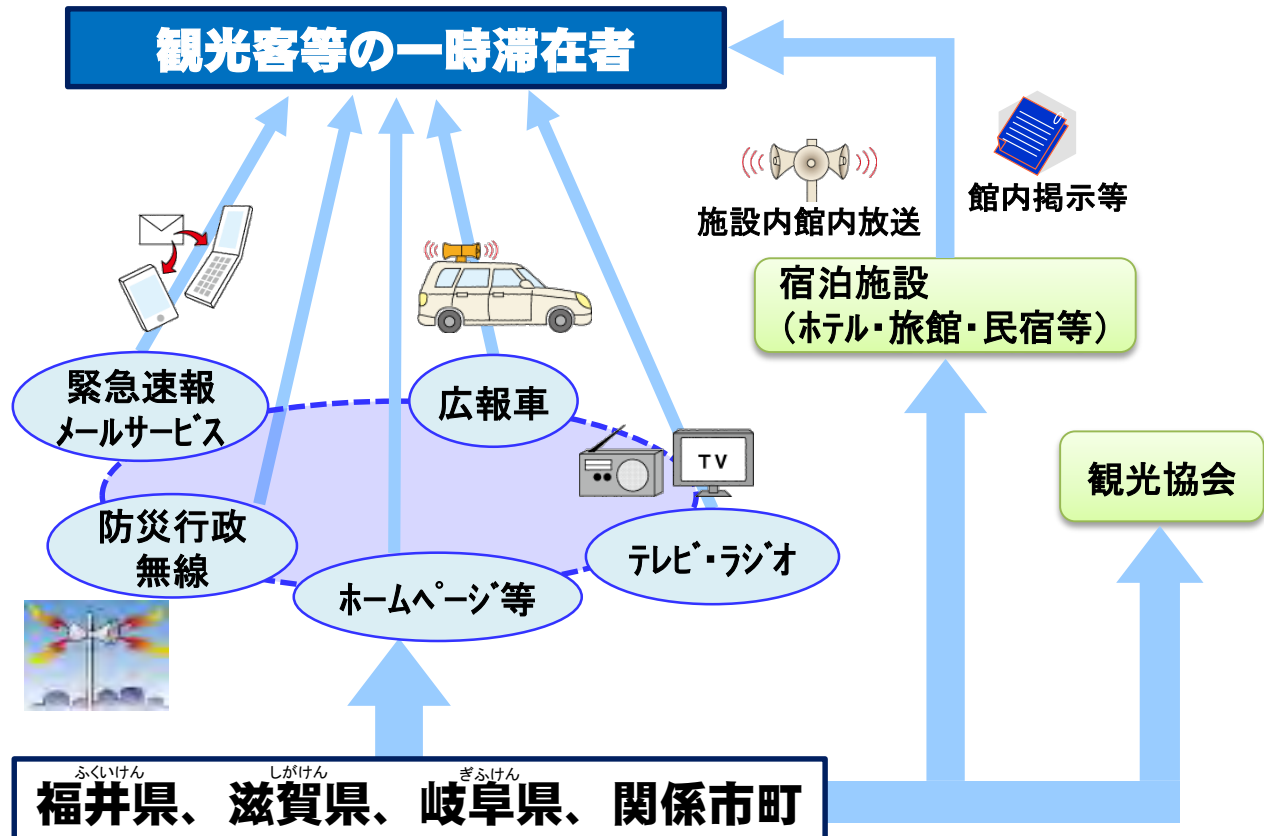 観光客等の一時滞在者
施設内館内放送
館内掲示等
宿泊施設
（ホテル・旅館・民宿等）
緊急速報
メールサービス
広報車
TV
観光協会
防災行政
無線
ホームページ等
テレビ・ラジオ
ふくいけん しがけん ぎふけん
福井県、滋賀県、岐阜県、関係市町